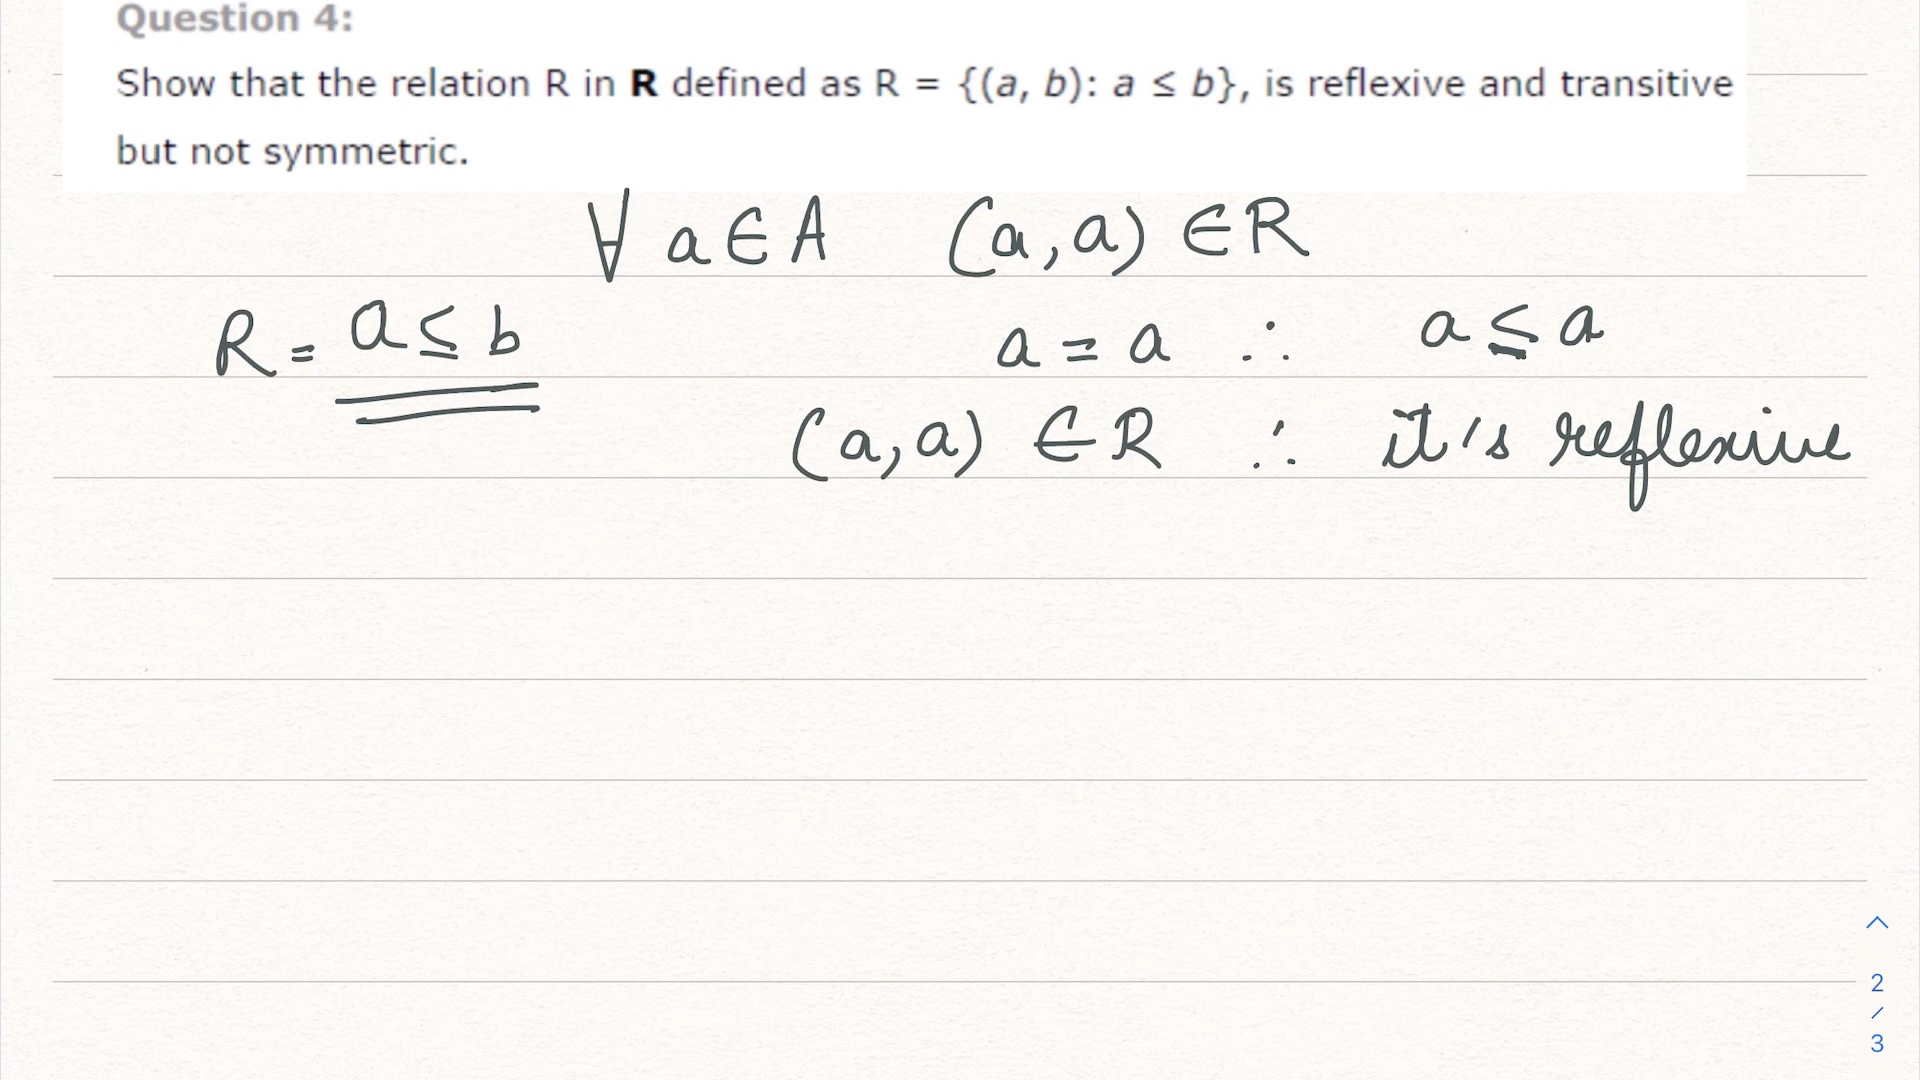 Question 4:
Show that the relation R in R defined as R = {(a, b): a ≤ b}, is reflexive and transitive
but not symmetric.
∀ a ∈ A (a, a) ∈ R
R = a ≤ b a = a ∴ a ≤ a
(a, a) ∈ R ∴ it's reflexive
2
/
3